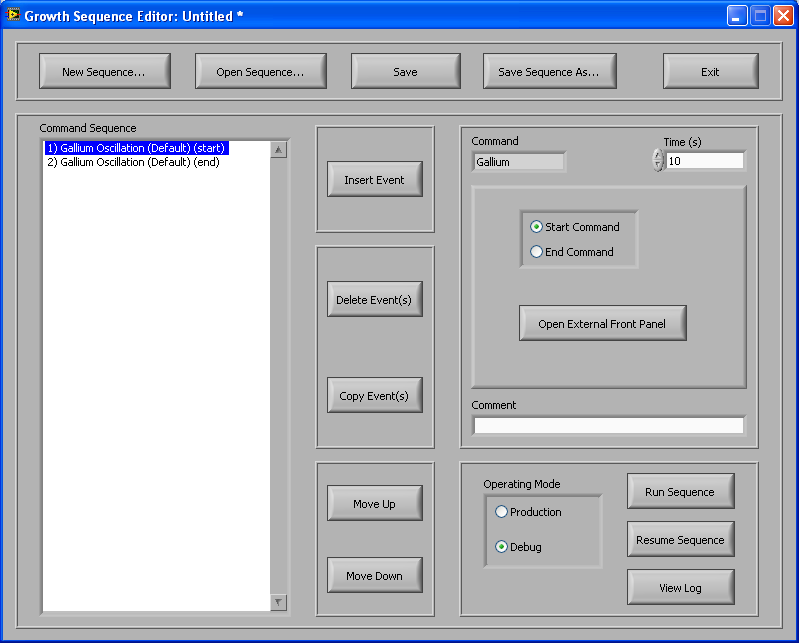 Growth Sequence Editor: Untitled *
New Sequence...
Open Sequence...
Save
Save Sequence As...
Exit
Command Sequence
1) Gallium Oscillation (Default) (start)
2) Gallium Oscillation (Default) (end)
Insert Event
Delete Event(s)
Copy Event(s)
Move Up
Move Down
Command
Gallium
Time (s)
10
Start Command
End Command
Open External Front Panel
Comment
Operating Mode
Production
Debug
Run Sequence
Resume Sequence
View Log